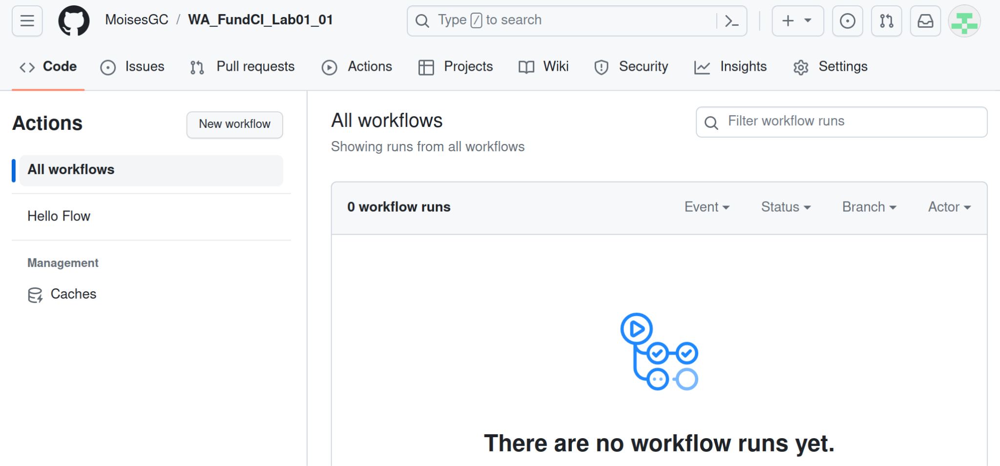 MoisesGC / WA_FundCI_Lab01_01
Type / to search
Code
Issues
Pull requests
Actions
Projects
Wiki
Security
Insights
Settings
Actions
New workflow
All workflows
Hello Flow
Management
Caches
All workflows
Showing runs from all workflows
Filter workflow runs
0 workflow runs
Event
Status
Branch
Actor
There are no workflow runs yet.